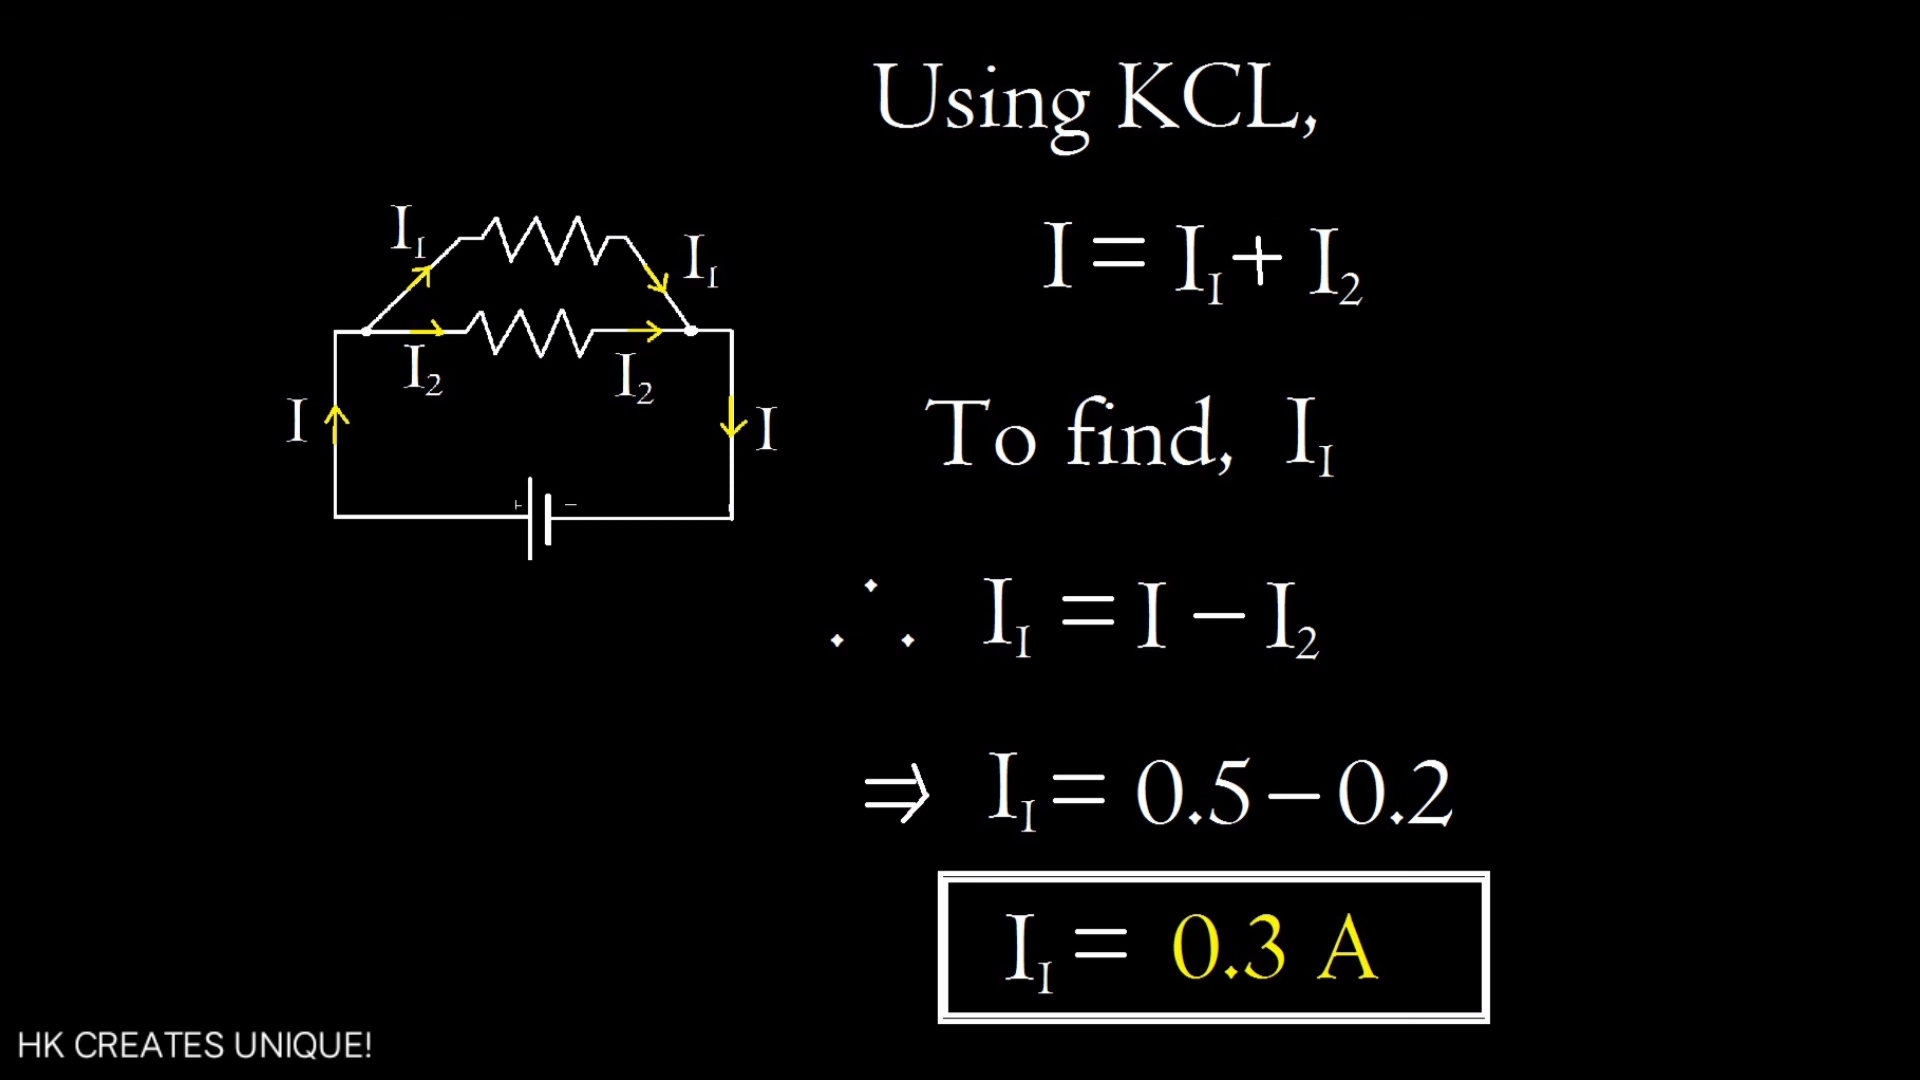 Using KCL,
I = I₁ + I₂
To find, I₁
∴ I₁ = I − I₂
⇒ I₁ = 0.5 − 0.2
I₁ = 0.3 A
I₁
I₁
I₂
I₂
I
I
+ −
HK CREATES UNIQUE!